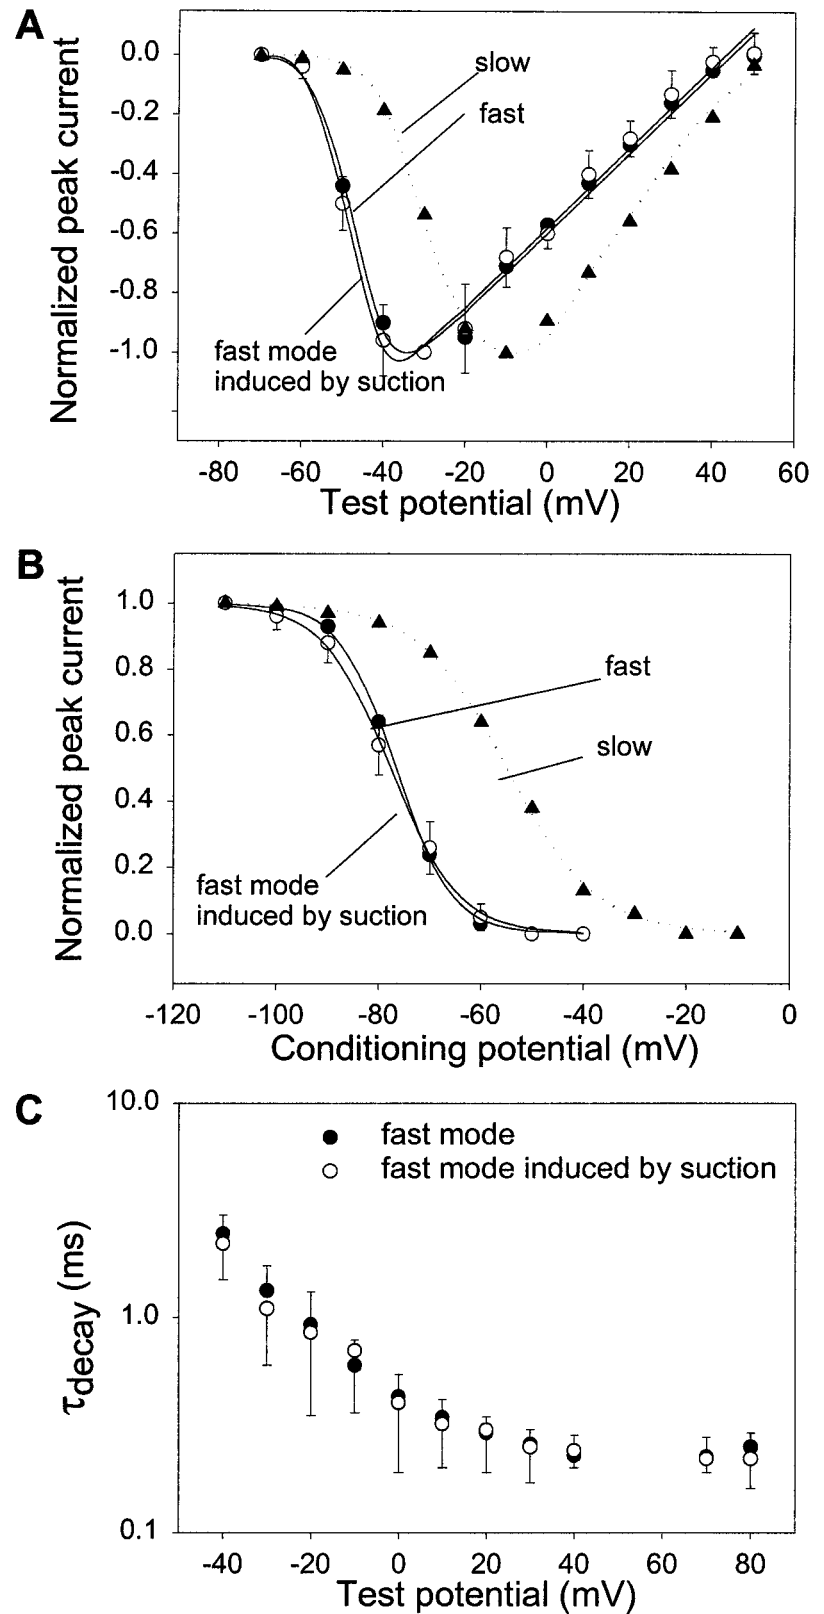 A
Normalized peak current
0.0
-0.2
-0.4
-0.6
-0.8
-1.0
slow
fast
fast mode
induced by suction
-80 -60 -40 -20 0 20 40 60
Test potential (mV)
B
Normalized peak current
1.0
0.8
0.6
0.4
0.2
0.0
fast
slow
fast mode
induced by suction
-120 -100 -80 -60 -40 -20 0
Conditioning potential (mV)
C
τdecay (ms)
10.0
1.0
0.1
fast mode
fast mode induced by suction
-40 -20 0 20 40 60 80
Test potential (mV)